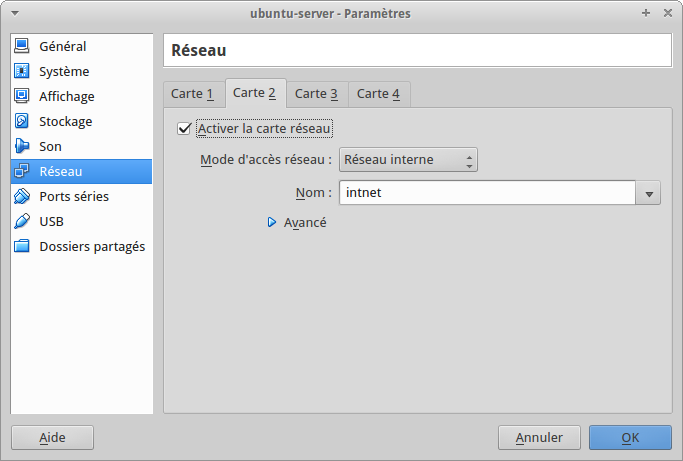 ubuntu-server - Paramètres
Général
Système
Affichage
Stockage
Son
Réseau
Ports séries
USB
Dossiers partagés
Réseau
Carte 1 Carte 2 Carte 3 Carte 4
Activer la carte réseau
Mode d'accès réseau : Réseau interne
Nom : intnet
Avancé
Aide Annuler OK